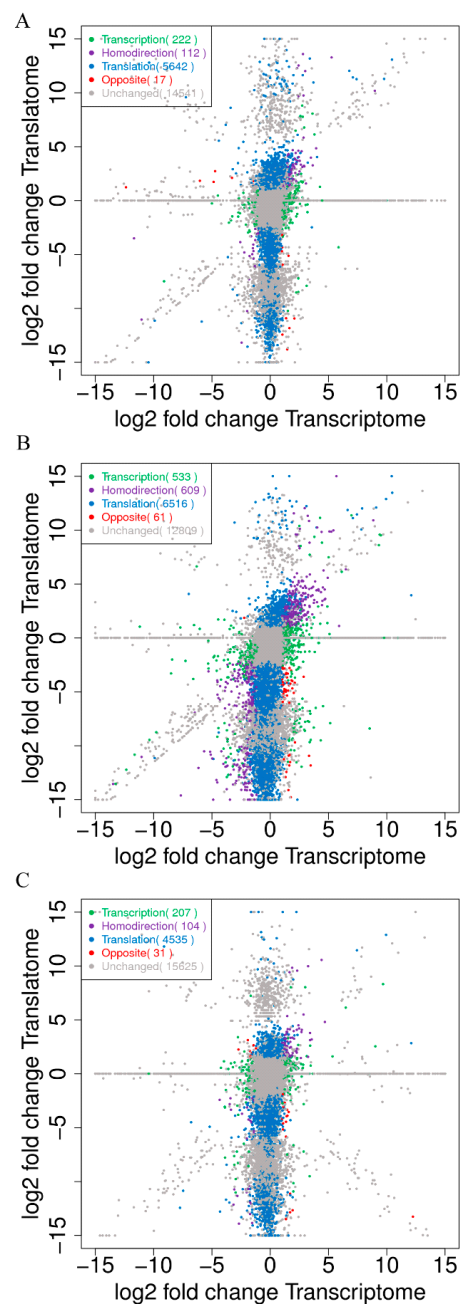 A
Transcription( 222 )
Homodirection( 112 )
Translation( 5642 )
Opposite( 17 )
Unchanged( 14541 )
log2 fold change Translatome
15
10
5
0
−5
−15
−15
−10
−5
0
5
10
15
log2 fold change Transcriptome
B
Transcription( 533 )
Homodirection( 609 )
Translation( 6516 )
Opposite( 61 )
Unchanged( 12809 )
log2 fold change Translatome
15
10
5
0
−5
−15
−15
−10
−5
0
5
10
15
log2 fold change Transcriptome
C
Transcription( 207 )
Homodirection( 104 )
Translation( 4535 )
Opposite( 31 )
Unchanged( 15625 )
log2 fold change Translatome
15
10
5
0
−5
−15
−15
−10
−5
0
5
10
15
log2 fold change Transcriptome